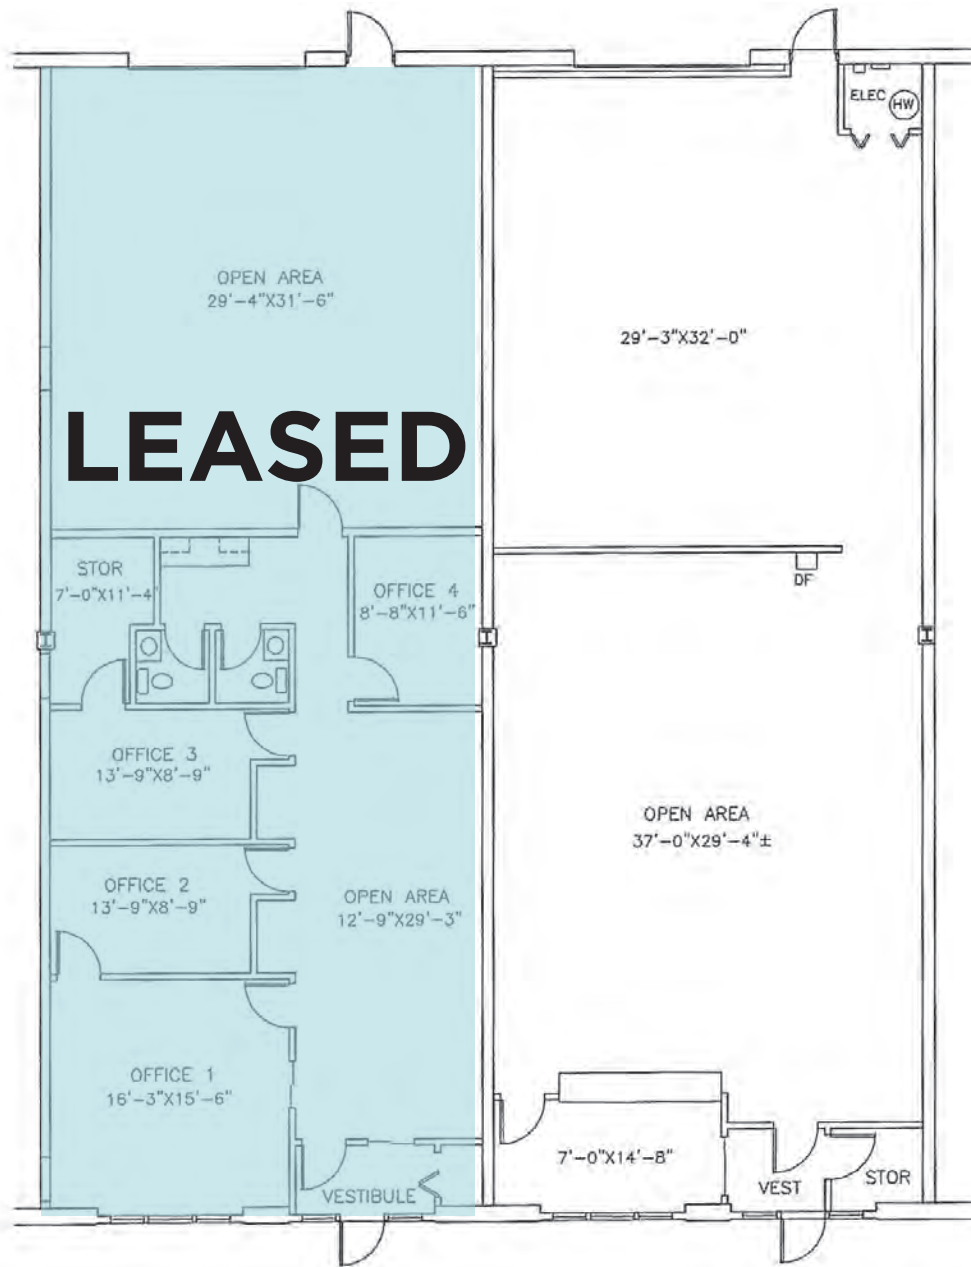 ELEC
HW
OPEN AREA
29'-4"X31'-6"
29'-3"X32'-0"
LEASED
STOR
7'-0"X11'-4"
OFFICE 4
8'-8"X11'-6"
DF
I
I
I
OFFICE 3
13'-9"X8'-9"
OPEN AREA
37'-0"X29'-4"±
OFFICE 2
13'-9"X8'-9"
OPEN AREA
12'-9"X29'-3"
OFFICE 1
16'-3"X15'-6"
7'-0"X14'-8"
VESTIBULE
VEST
STOR